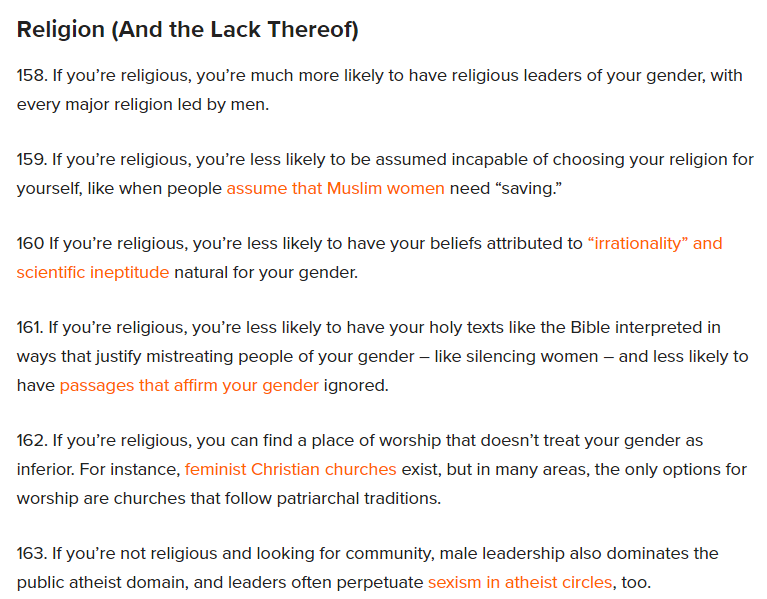 Religion (And the Lack Thereof)
158. If you’re religious, you’re much more likely to have religious leaders of your gender, with
every major religion led by men.
159. If you’re religious, you’re less likely to be assumed incapable of choosing your religion for
yourself, like when people assume that Muslim women need “saving.”
160 If you’re religious, you’re less likely to have your beliefs attributed to “irrationality” and
scientific ineptitude natural for your gender.
161. If you’re religious, you’re less likely to have your holy texts like the Bible interpreted in
ways that justify mistreating people of your gender – like silencing women – and less likely to
have passages that affirm your gender ignored.
162. If you’re religious, you can find a place of worship that doesn’t treat your gender as
inferior. For instance, feminist Christian churches exist, but in many areas, the only options for
worship are churches that follow patriarchal traditions.
163. If you’re not religious and looking for community, male leadership also dominates the
public atheist domain, and leaders often perpetuate sexism in atheist circles, too.